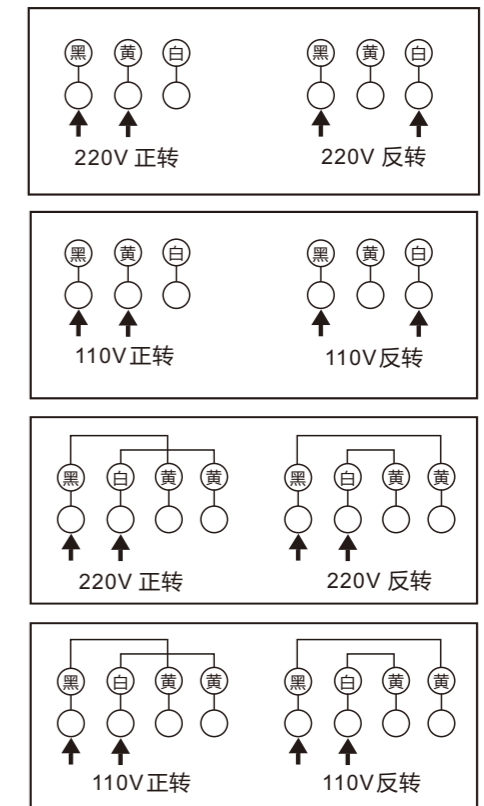 黑 黄 白 黑 黄 白
220V 正转 220V 反转
黑 黄 白 黑 黄 白
110V正转 110V反转
黑 白 黄 黄 黑 白 黄 黄
220V 正转 220V 反转
黑 白 黄 黄 黑 白 黄 黄
110V正转 110V反转